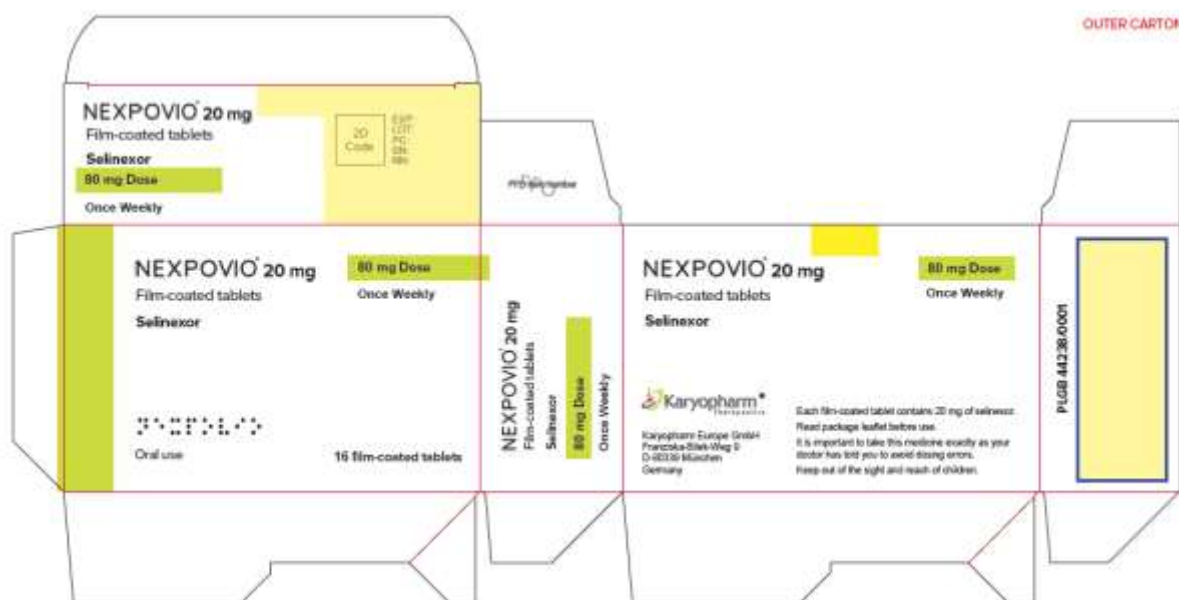 OUTER CARTON
NEXPOVIO® 20 mg
Film-coated tablets
Selinexor
80 mg Dose
Once Weekly
2D
Code
EXP
LOT
PC
SN
NN
NEXPOVIO® 20 mg
80 mg Dose
Film-coated tablets
Once Weekly
Selinexor
⠝⠑⠭⠏⠕⠧⠊⠕
Oral use
16 film-coated tablets
NEXPOVIO® 20 mg
Film-coated tablets
Selinexor
80 mg Dose
Once Weekly
NEXPOVIO® 20 mg
80 mg Dose
Film-coated tablets
Once Weekly
Selinexor
Karyopharm
Therapeutics
Karyopharm Europe GmbH
Franziska-Bilek-Weg 9
D-80339 München
Germany
Each film-coated tablet contains 20 mg of selinexor.
Read package leaflet before use.
It is important to take this medicine exactly as your
doctor has told you to avoid dosing errors.
Keep out of the sight and reach of children.
PLGB 44238/0001